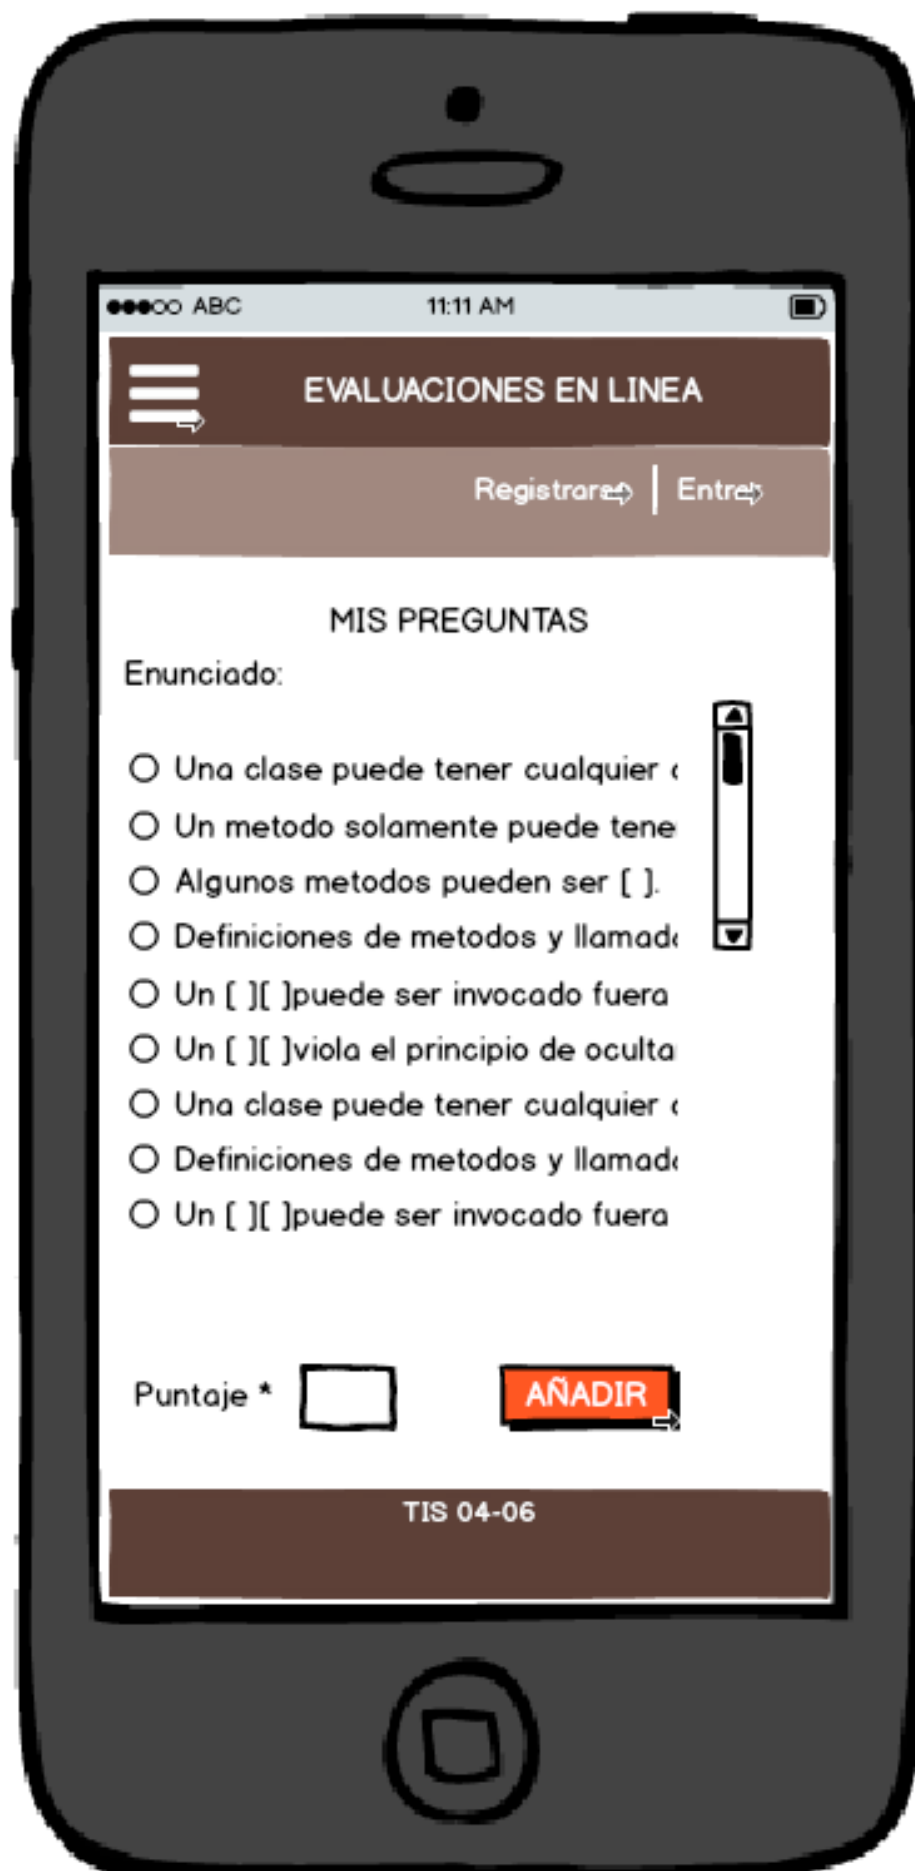 ABC 11:11 AM
EVALUACIONES EN LINEA
Registrarse | Entrar
MIS PREGUNTAS
Enunciado:
Una clase puede tener cualquier
Un metodo solamente puede tene
Algunos metodos pueden ser [ ].
Definiciones de metodos y llamad
Un [ ][ ]puede ser invocado fuera
Un [ ][ ]viola el principio de oculta
Una clase puede tener cualquier
Definiciones de metodos y llamad
Un [ ][ ]puede ser invocado fuera
Puntaje * AÑADIR
TIS 04-06